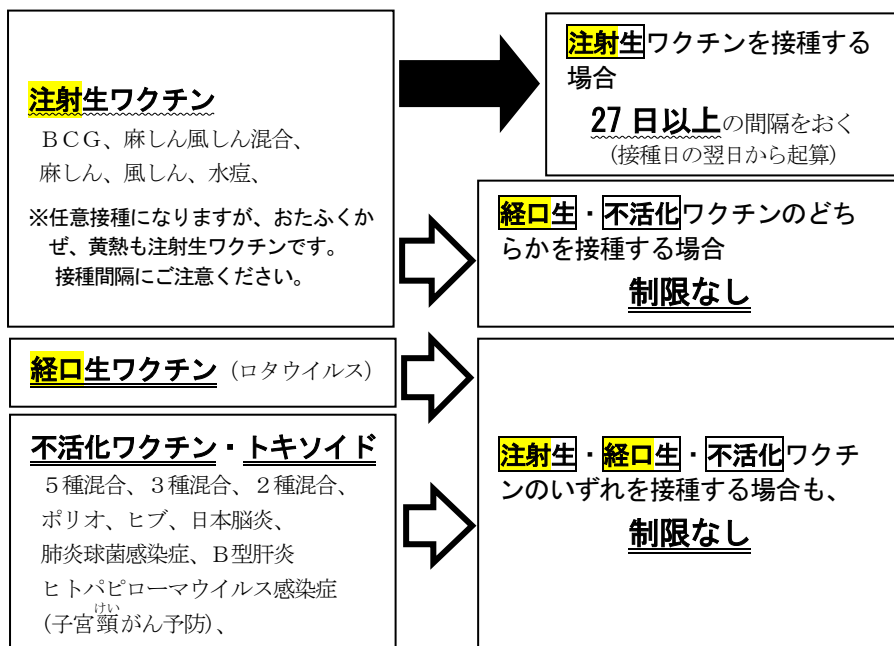 注射生ワクチン
BCG、麻しん風しん混合、
麻しん、風しん、水痘、
※任意接種になりますが、おたふくか
ぜ、黄熱も注射生ワクチンです。
接種間隔にご注意ください。
注射生ワクチンを接種する
場合
27日以上の間隔をおく
(接種日の翌日から起算)
経口生・不活化ワクチンのどち
らかを接種する場合
制限なし
経口生ワクチン(ロタウイルス)
不活化ワクチン・トキソイド
5種混合、3種混合、2種混合、
ポリオ、ヒブ、日本脳炎、
肺炎球菌感染症、B型肝炎
ヒトパピローマウイルス感染症
けい
(子宮頸がん予防)、
注射生・経口生・不活化ワクチ
ンのいずれを接種する場合も、
制限なし